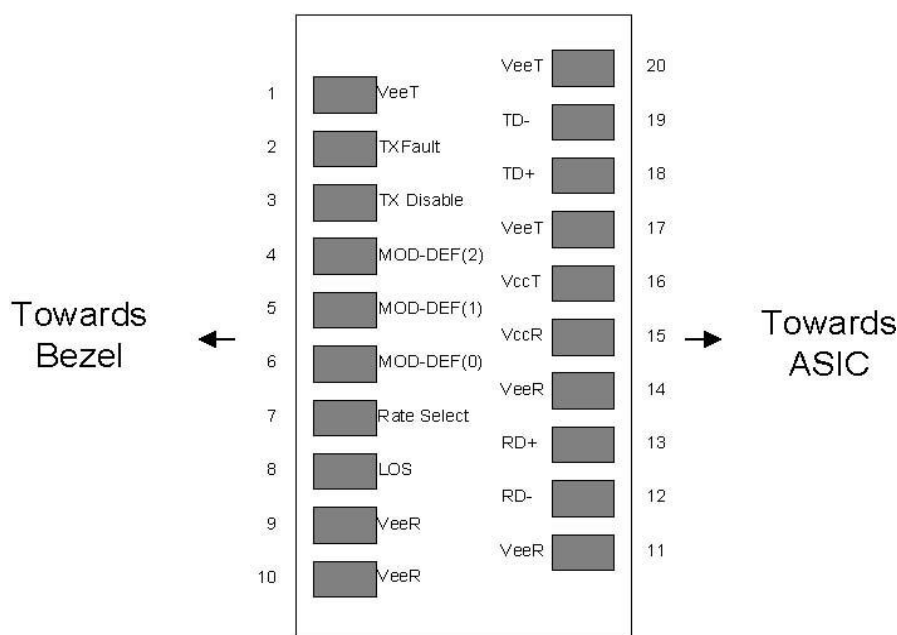 VeeT 20
1 VeeT
TD- 19
2 TXFault
TD+ 18
3 TX Disable
VeeT 17
4 MOD-DEF(2)
VccT 16
5 MOD-DEF(1)
Towards
Bezel
VccR 15
Towards
ASIC
6 MOD-DEF(0)
VeeR 14
7 Rate Select
RD+ 13
8 LOS
RD- 12
9 VeeR
VeeR 11
10 VeeR